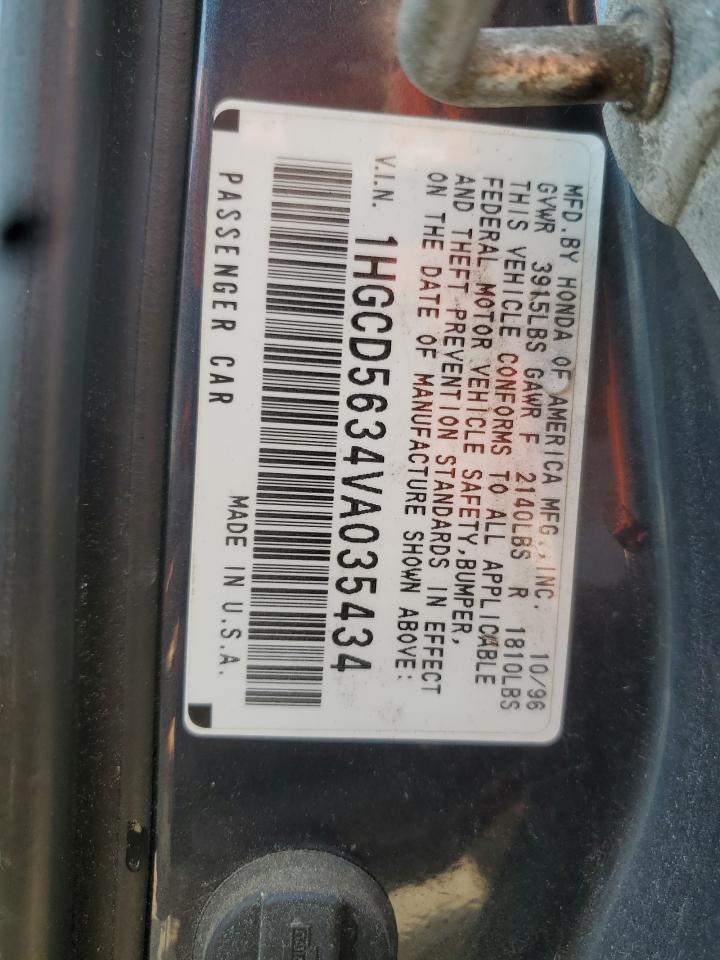 MFD. BY HONDA OF AMERICA MFG., INC. 10/96
GVWR 3915LBS GAWR F 2140LBS R 1810LBS
THIS VEHICLE CONFORMS TO ALL APPLICABLE
FEDERAL MOTOR VEHICLE SAFETY, BUMPER,
AND THEFT PREVENTION STANDARDS IN EFFECT
ON THE DATE OF MANUFACTURE SHOWN ABOVE:
V.I.N. 1HGCD5634VA035434
PASSENGER CAR MADE IN U.S.A.